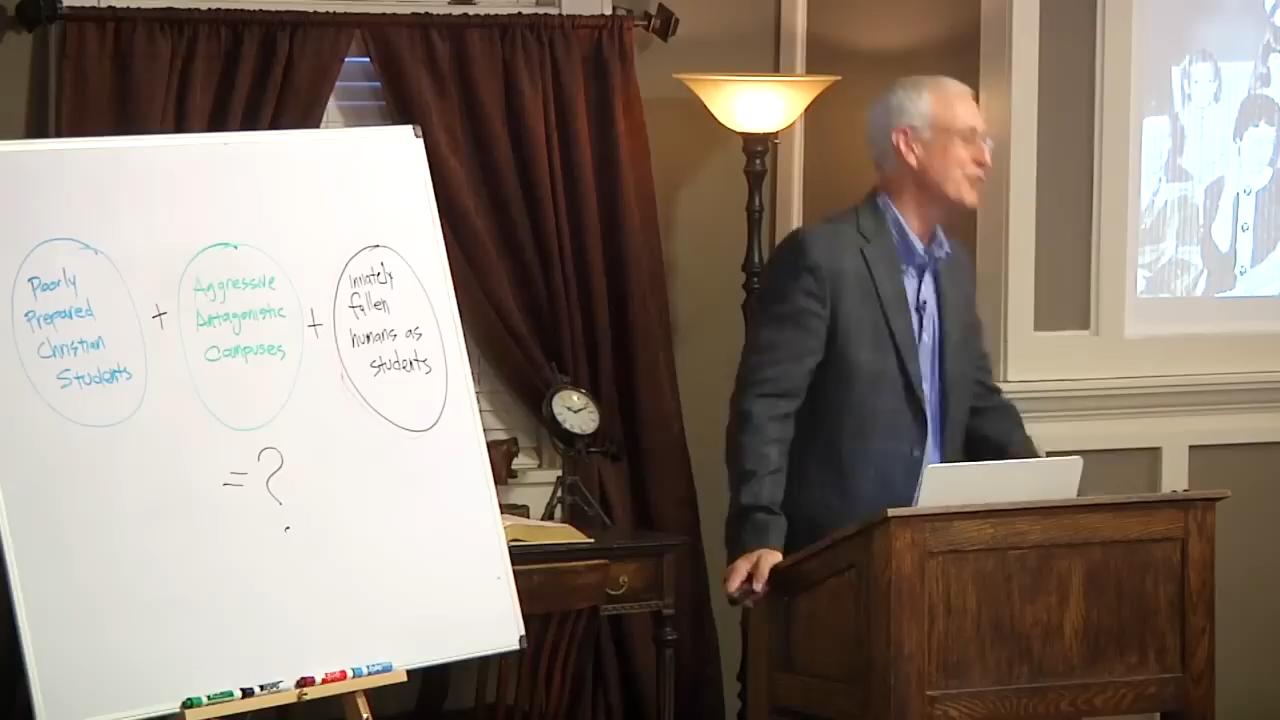 Poorly
Prepared
Christian
Students
+
Aggressive
Antagonistic
Campuses
+
Innately
fallen
humans as
students
= ?